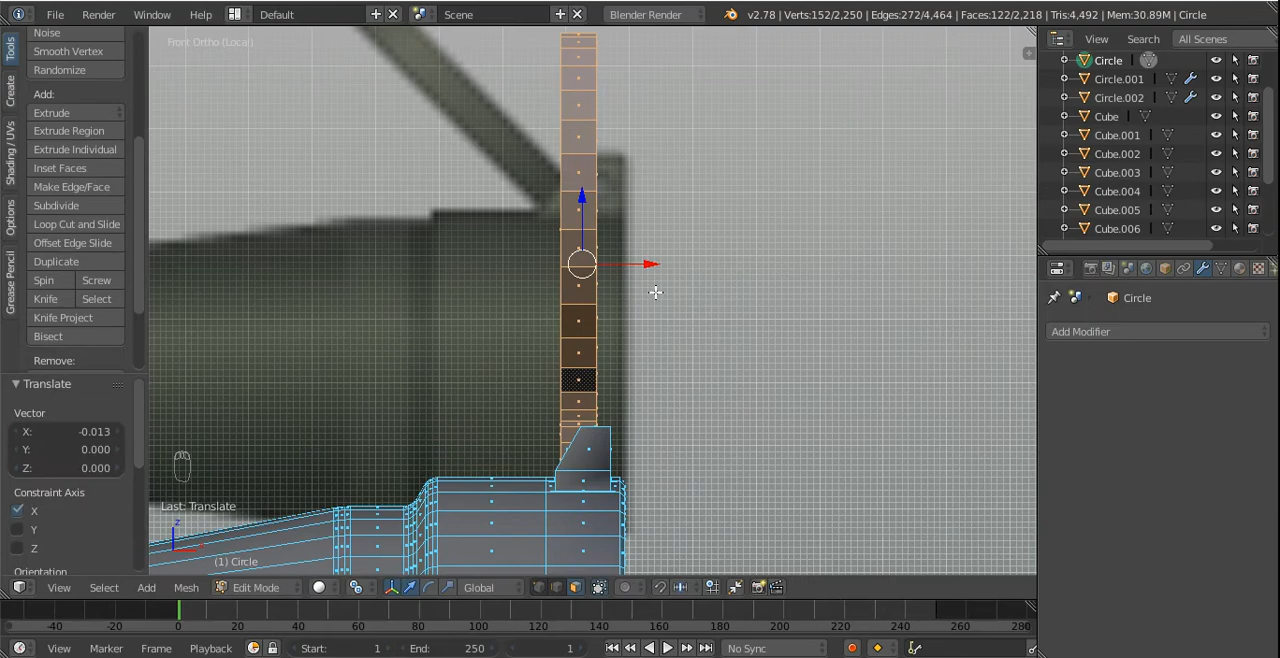 File Render Window Help Default Scene Blender Render v2.78 | Verts:152/2,250 | Edges:272/4,464 | Faces:122/2,218 | Tris:4,492 | Mem:30.89M | Circle
Tools
Create
Shading / UVs
Options
Grease Pencil
Noise
Smooth Vertex
Randomize
Add:
Extrude
Extrude Region
Extrude Individual
Inset Faces
Make Edge/Face
Subdivide
Loop Cut and Slide
Offset Edge Slide
Duplicate
Spin Screw
Knife Select
Knife Project
Bisect
Remove:
Translate
Vector
X: -0.013
Y: 0.000
Z: 0.000
Constraint Axis
X
Y
Z
Orientation
Front Ortho (Local)
Last: Translate
z
(1) Circle
View Select Add Mesh Edit Mode Global
View Search All Scenes
Circle
Circle.001
Circle.002
Cube
Cube.001
Cube.002
Cube.003
Cube.004
Cube.005
Cube.006
Circle
Add Modifier
-40 -20 0 20 40 60 80 100 120 140 160 180 200 220 240 260 280
View Marker Frame Playback Start: 1 End: 250 1 No Sync